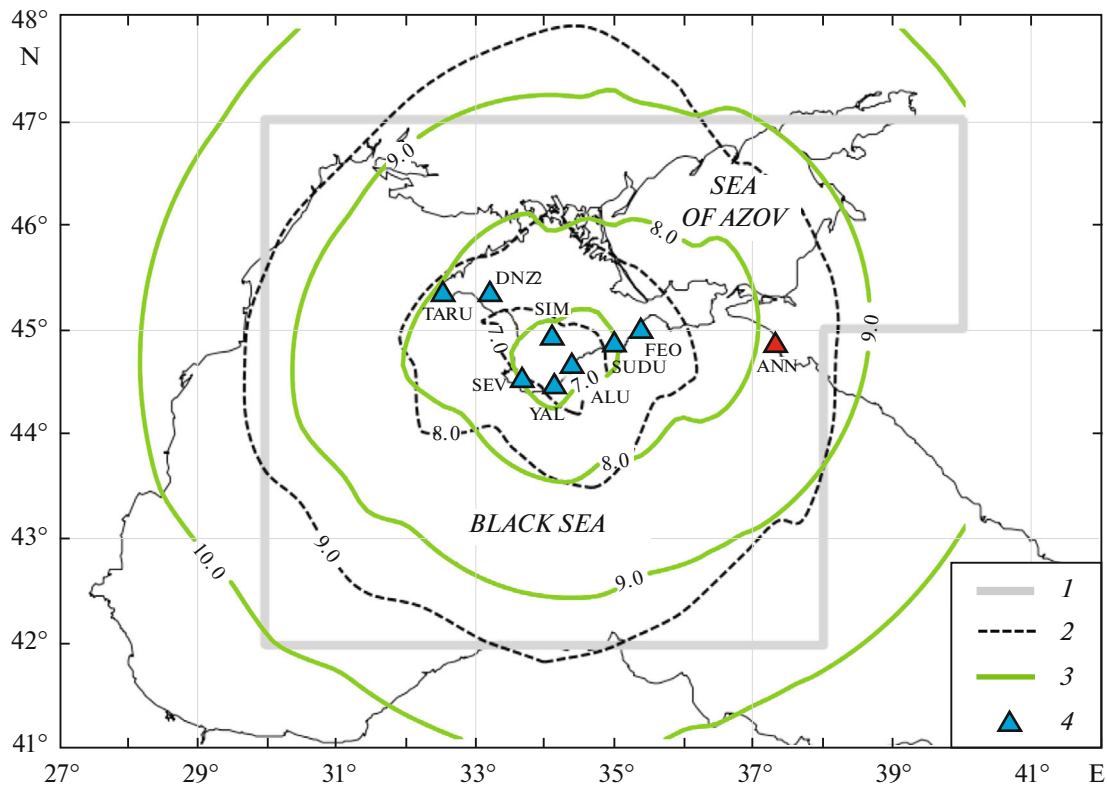 48°
N
47°
9.0
SEA
OF AZOV
46°
8.0
DNZ2
TARU
SIM
45°
7.0
9.0
FEO
SUDU
ANN
SEV
7.0
YAL
ALU
44°
8.0
8.0
BLACK SEA
43°
9.0
10.0
9.0
42°
1
2
3
4
41°
27°
29°
31°
33°
35°
37°
39°
41°
E